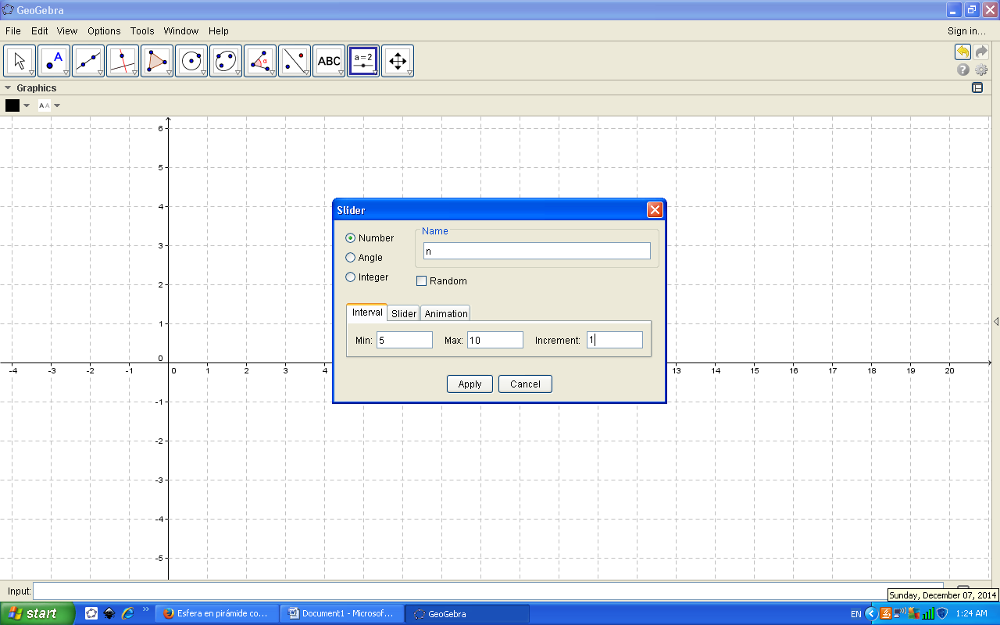 GeoGebra
File Edit View Options Tools Window Help Sign in...
A α ABC a=2
Graphics
A A
6
5
4
3
2
1
0
-1
-2
-3
-4
-5
-4 -3 -2 -1 0 1 2 3 4 13 14 15 16 17 18 19 20
Slider
Number
Angle
Integer
Name
n
Random
Interval Slider Animation
Min: 5 Max: 10 Increment: 1
Apply Cancel
Input:
Sunday, December 07, 2014
start
Esfera en pirámide co...
Document1 - Microsof...
GeoGebra
EN
1:24 AM